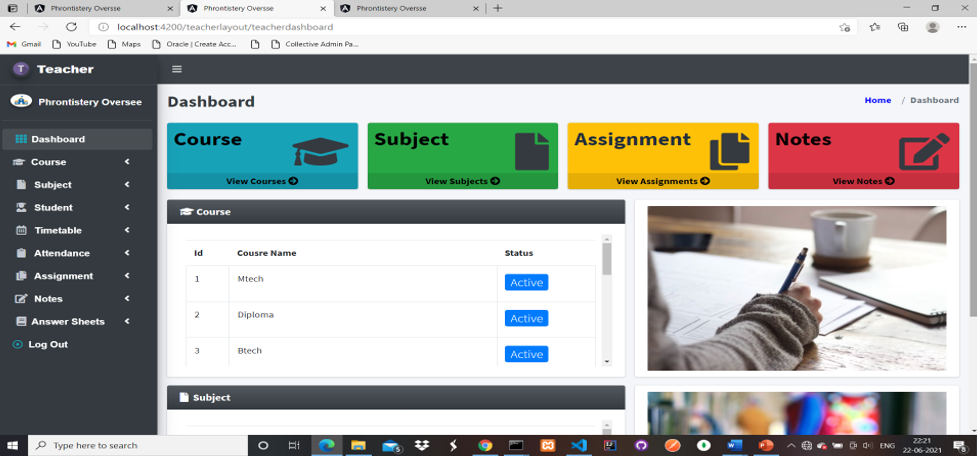 Phrontistery Oversee
Phrontistery Oversee
Phrontistery Oversee
localhost:4200/teacherlayout/teacherdashboard
Gmail YouTube Maps Oracle | Create Acc... Collective Admin Pa...
T Teacher
Phrontistery Oversee
Dashboard
Course
Subject
Student
Timetable
Attendance
Assignment
Notes
Answer Sheets
Log Out
Dashboard
Home / Dashboard
Course
View Courses
Subject
View Subjects
Assignment
View Assignments
Notes
View Notes
Course
Id Cousre Name Status
1 Mtech Active
2 Diploma Active
3 Btech Active
Subject
Type here to search
5
ENG
22:21
22-06-2021